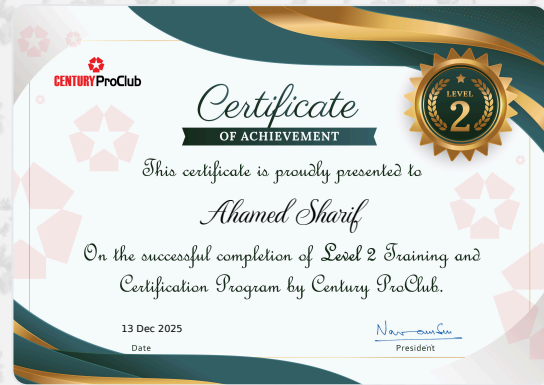 CENTURY ProClub
Certificate
OF ACHIEVEMENT
LEVEL
2
This certificate is proudly presented to
Ahamed Sharif
On the successful completion of Level 2 Training and
Certification Program by Century ProClub.
13 Dec 2025
Date
President